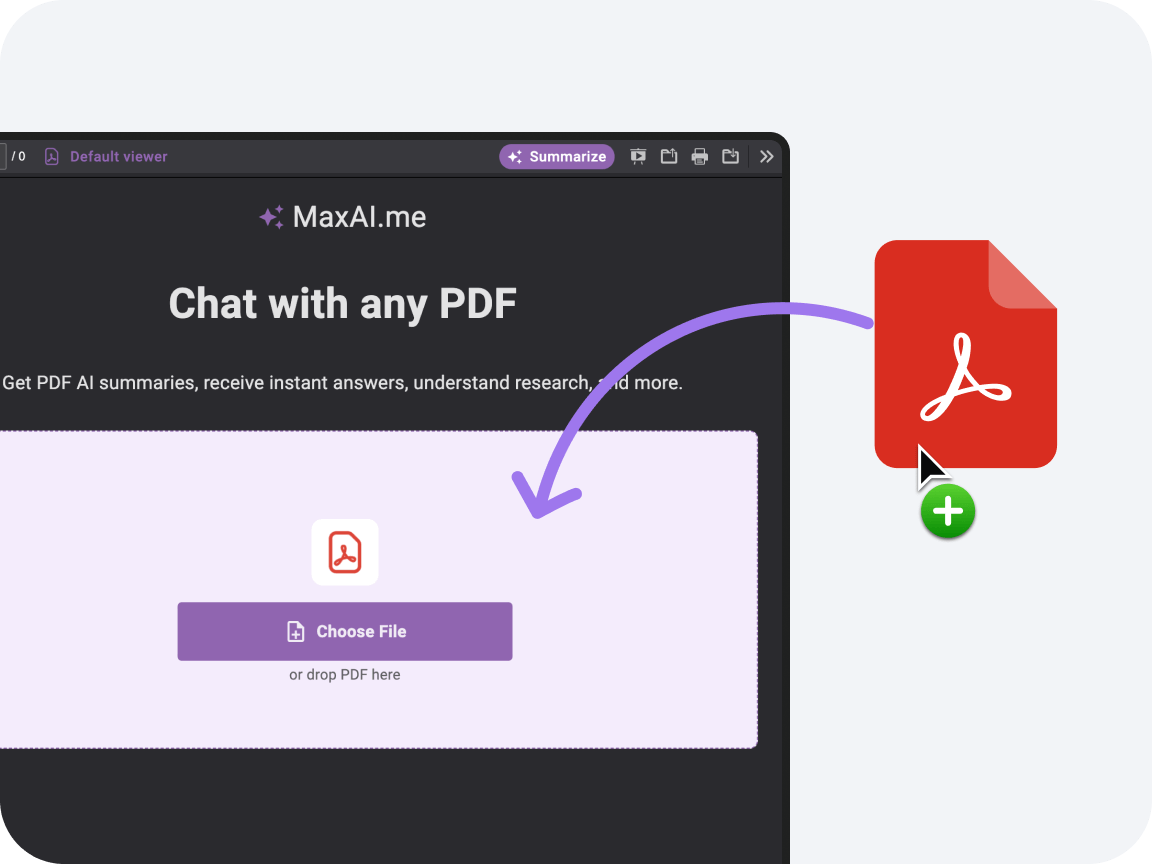 / 0 Default viewer Summarize
MaxAI.me
Chat with any PDF
Get PDF AI summaries, receive instant answers, understand research, and more.
Choose File
or drop PDF here